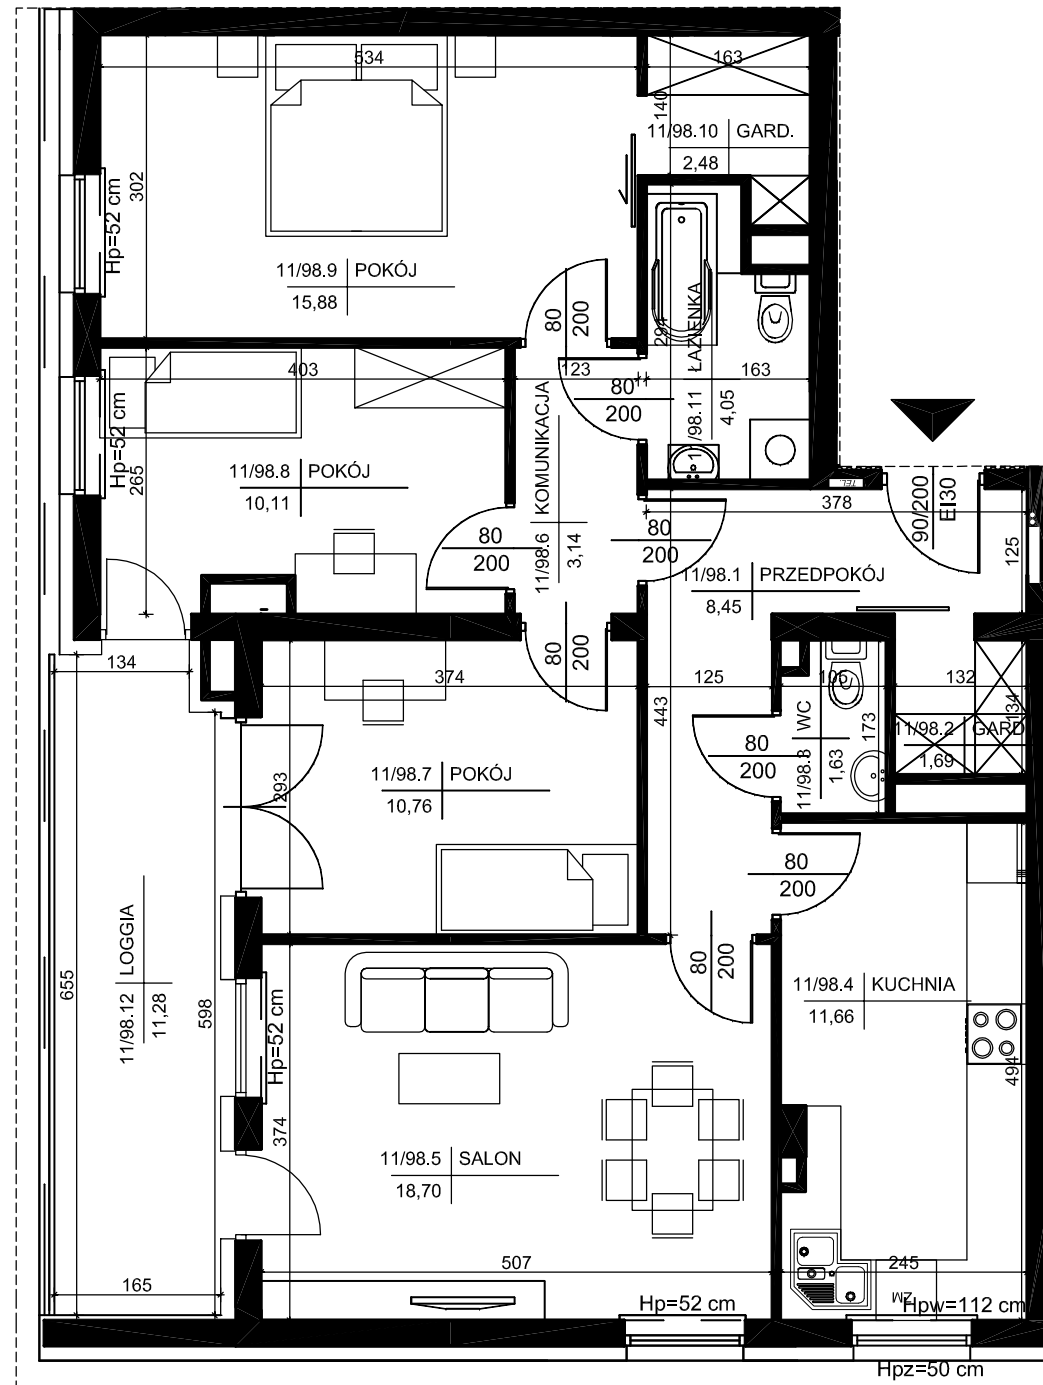 534
163
140
11/98.10 GARD.
2,48
302
Hp=52 cm
11/98.9 POKÓJ
15,88
80
200
294
11/98.11 ŁAZIENKA
4,05
403
123
163
80
200
Hp=52 cm
265
11/98.8 POKÓJ
10,11
11/98.6 KOMUNIKACJA
3,14
80
200
80
200
TEL.
378
90/200
EI30
125
11/98.1 PRZEDPOKÓJ
8,45
80
200
134
374
125
106
132
134
443
173
11/98.3 WC
1,63
11/98.2 GARD.
1,69
80
200
293
11/98.7 POKÓJ
10,76
80
200
80
200
655
11/98.12 LOGGIA
11,28
598
Hp=52 cm
11/98.4 KUCHNIA
11,66
494
374
11/98.5 SALON
18,70
507
245
165
ZM
Hp=52 cm
Hpw=112 cm
Hpz=50 cm